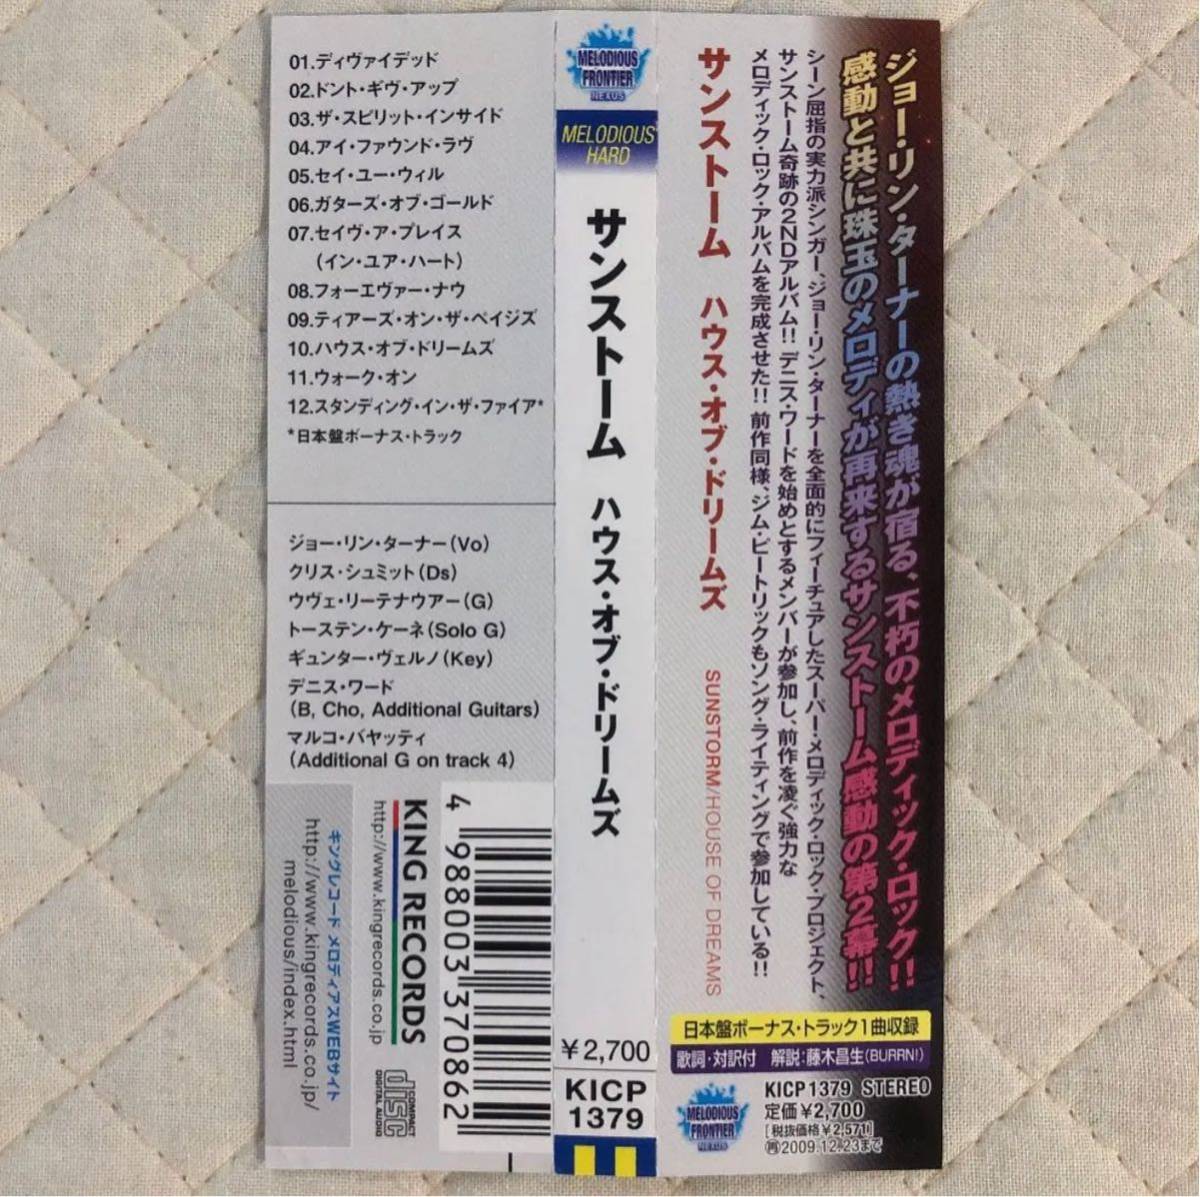 01.ディヴァイデッド
02.ドント・ギヴ・アップ
03.ザ・スピリット・インサイド
04.アイ・ファウンド・ラヴ
05.セイ・ユー・ウィル
06.ガターズ・オブ・ゴールド
07.セイヴ・ア・プレイス
（イン・ユア・ハート）
08.フォーエヴァー・ナウ
09.ティアーズ・オン・ザ・ペイジズ
10.ハウス・オブ・ドリームズ
11.ウォーク・オン
12.スタンディング・イン・ザ・ファイア*
*日本盤ボーナス・トラック
ジョー・リン・ターナー(Vo)
クリス・シュミット(Ds)
ウヴェ・リーテナウアー(G)
トーステン・ケーネ(Solo G)
ギュンター・ヴェルノ(Key)
デニス・ワード
(B, Cho, Additional Guitars)
マルコ・バヤッティ
(Additional G on track 4)
キングレコード メロディアスWEBサイト
http://www.kingrecords.co.jp/
melodious/index.html
KING RECORDS
http://www.kingrecords.co.jp
COMPACT
disc
DIGITAL AUDIO
4 988003 370862
MELODIOUS
FRONTIER
NEXUS
MELODIOUS
HARD
サンストーム ハウス・オブ・ドリームズ
￥2,700
KICP
1379
ジョー・リン・ターナーの熱き魂が宿る、不朽のメロディック・ロック!!
感動と共に珠玉のメロディが再来するサンストーム感動の第2幕!!
シーン屈指の実力派シンガー、ジョー・リン・ターナーを全面的にフィーチュアしたスーパー・メロディック・ロック・プロジェクト、
サンストーム奇跡の2NDアルバム!! デニス・ワードを始めとするメンバーが参加し、前作を凌ぐ強力な
メロディック・ロック・アルバムを完成させた!! 前作同様、ジム・ピートリックもソング・ライティングで参加している!!
サンストーム ハウス・オブ・ドリームズ
SUNSTORM/HOUSE OF DREAMS
日本盤ボーナス・トラック1曲収録
歌詞・対訳付 解説:藤木昌生(BURRN!)
MELODIOUS
FRONTIER
NEXUS
KICP 1379 STEREO
定価￥2,700
[税抜価格￥2,571]
㋮2009.12.23まで